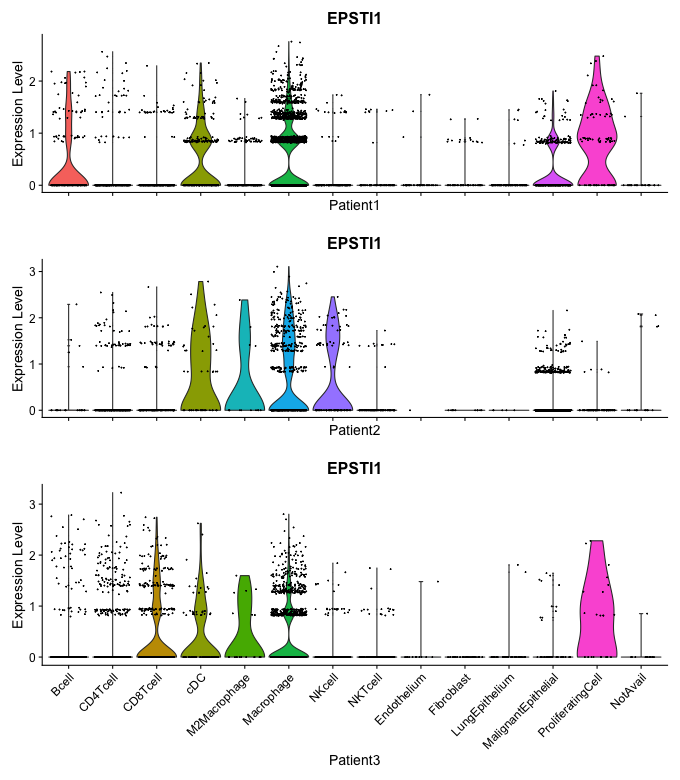 EPSTI1
Expression Level
2
1
0
Patient1
EPSTI1
Expression Level
3
2
1
0
Patient2
EPSTI1
Expression Level
3
2
1
0
Bcell
CD4Tcell
CD8Tcell
cDC
M2Macrophage
Macrophage
NKcell
NKTcell
Endothelium
Fibroblast
LungEpithelium
MalignantEpithelial
ProliferatingCell
NotAvail
Patient3